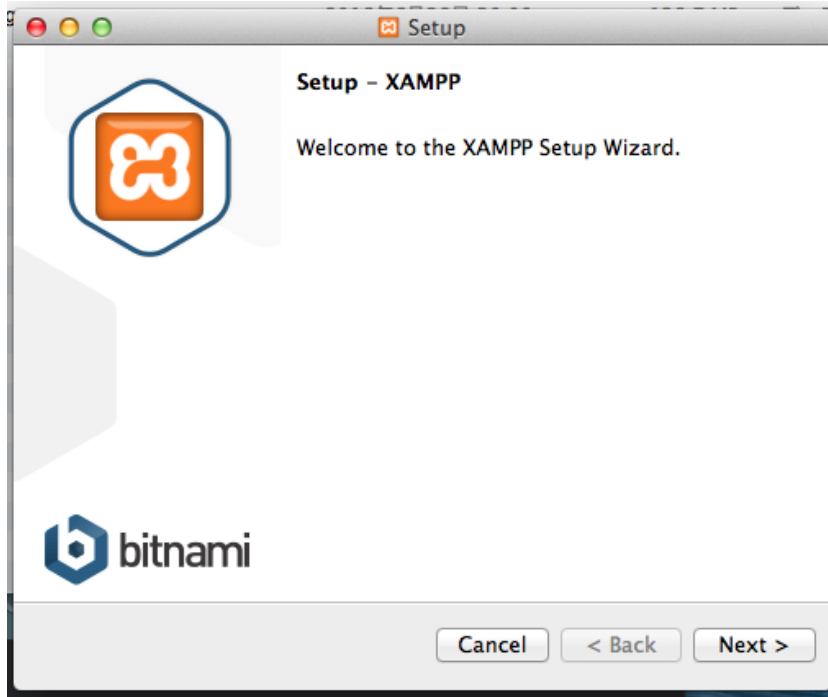 Setup
Setup – XAMPP
Welcome to the XAMPP Setup Wizard.
bitnami
Cancel
< Back
Next >